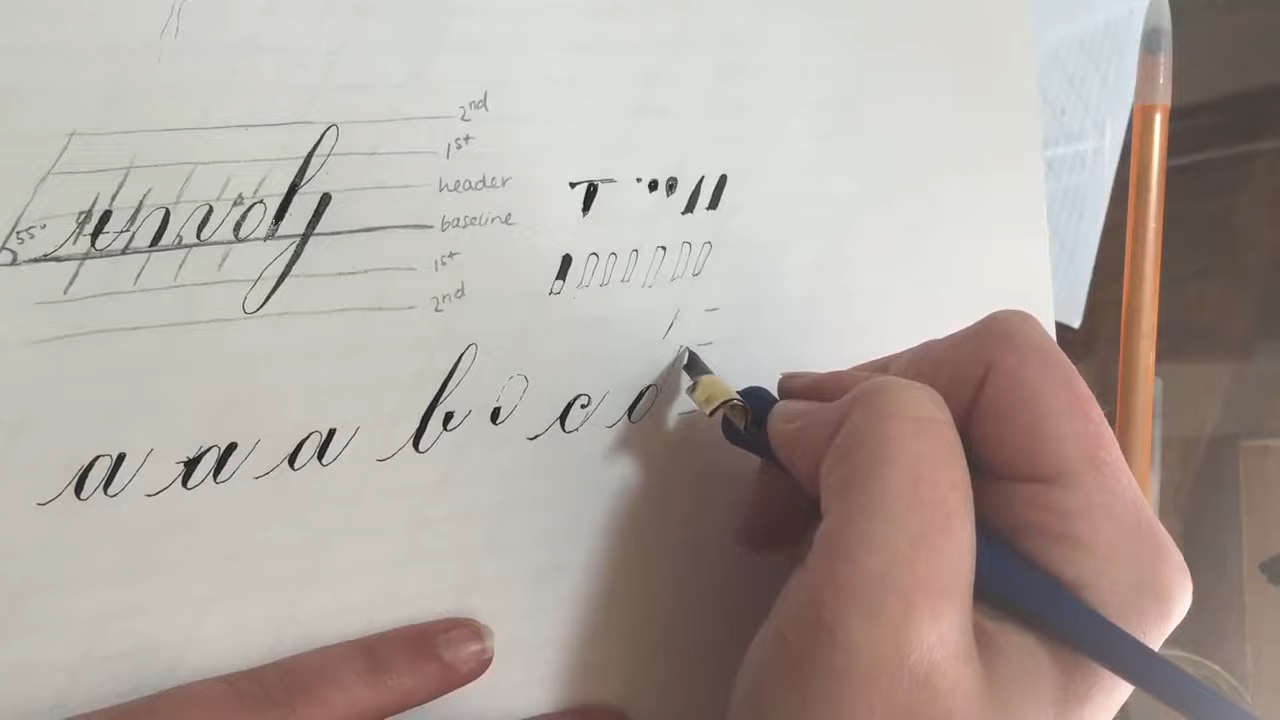 2nd
1st
header
baseline
55°
1st
2nd
a a a b o c o